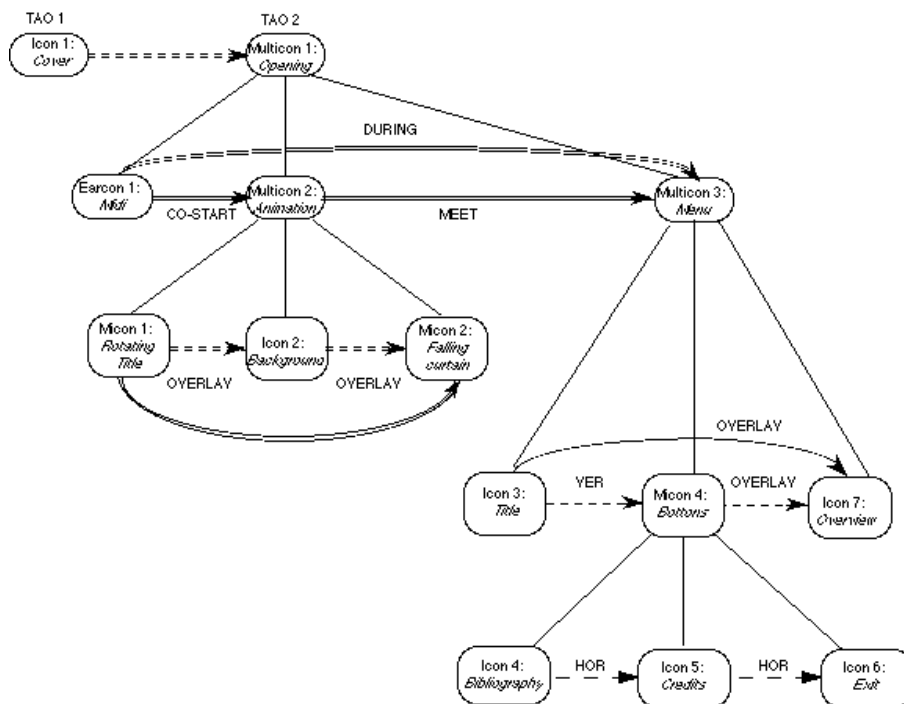 TAO 1
TAO 2
Icon 1:
Cover
Multicon 1:
Opening
DURING
Earcon 1:
Midi
CO-START
Multicon 2:
Animation
MEET
Multicon 3:
Menu
Micon 1:
Rotating
Title
OVERLAY
Icon 2:
Background
OVERLAY
Micon 2:
Falling
curtain
OVERLAY
Icon 3:
Title
VER
Micon 4:
Bottons
OVERLAY
Icon 7:
Overview
Icon 4:
Bibliography
HOR
Icon 5:
Credits
HOR
Icon 6:
Exit